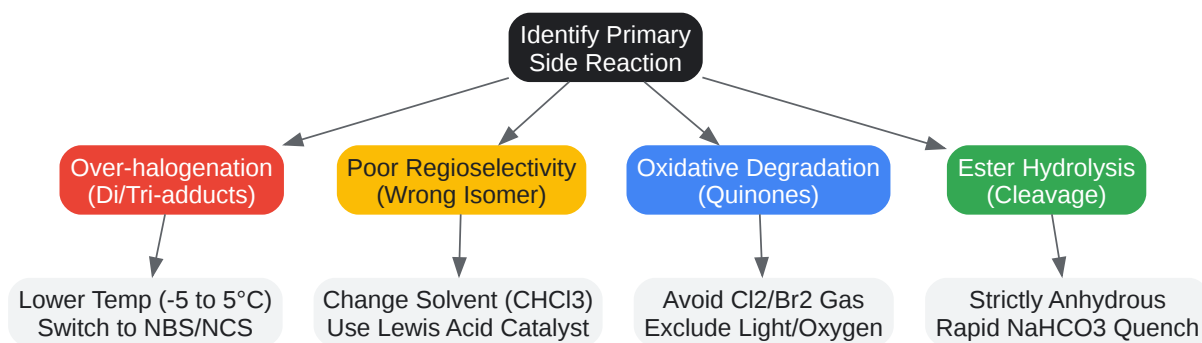 Identify Primary
Side Reaction
Over-halogenation
(Di/Tri-adducts)
Poor Regioselectivity
(Wrong Isomer)
Oxidative Degradation
(Quinones)
Ester Hydrolysis
(Cleavage)
Lower Temp (-5 to 5°C)
Switch to NBS/NCS
Change Solvent (CHCl3)
Use Lewis Acid Catalyst
Avoid Cl2/Br2 Gas
Exclude Light/Oxygen
Strictly Anhydrous
Rapid NaHCO3 Quench